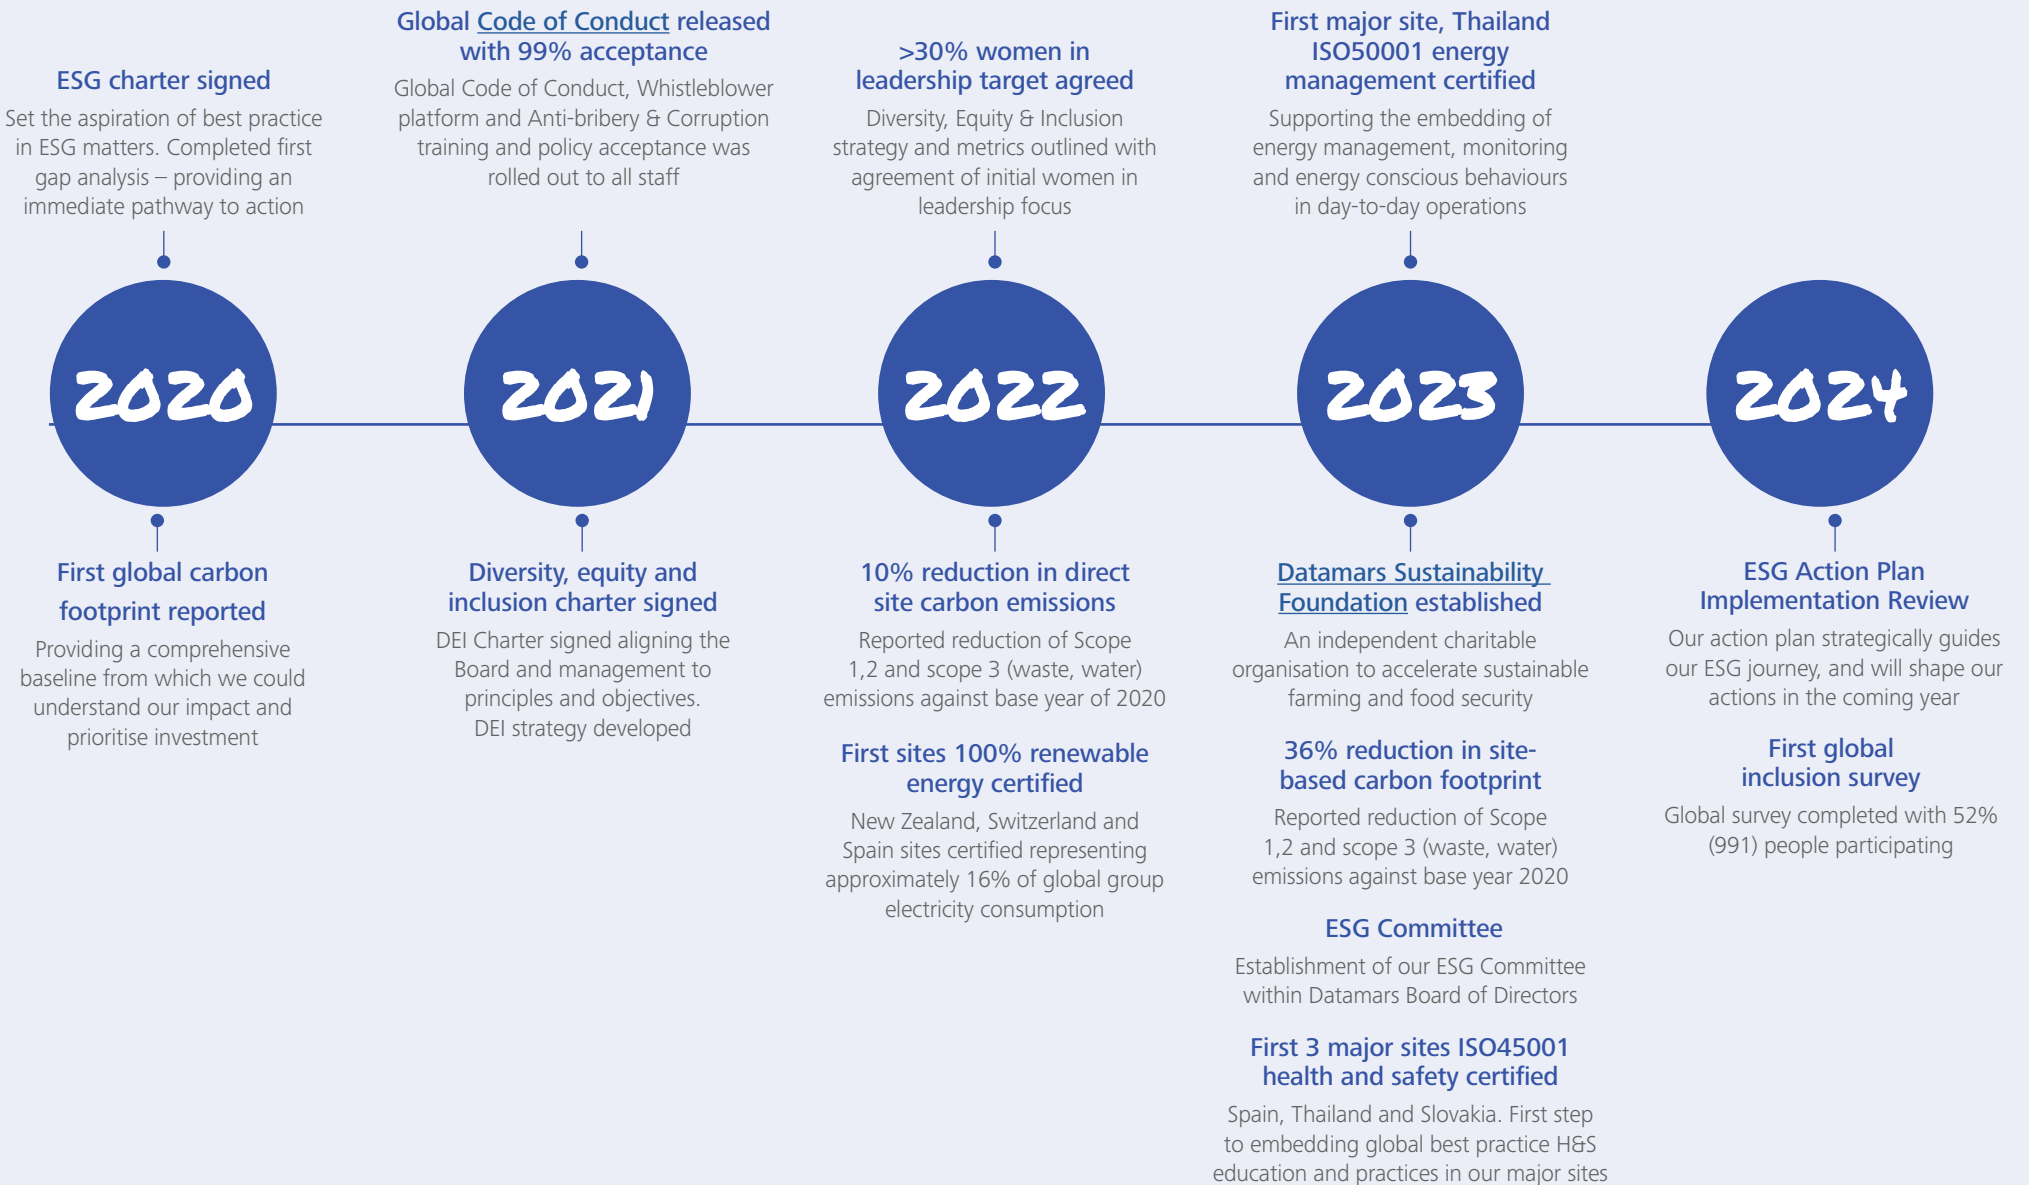 ESG charter signed
Set the aspiration of best practice
in ESG matters. Completed first
gap analysis – providing an
immediate pathway to action
Global Code of Conduct released
with 99% acceptance
Global Code of Conduct, Whistleblower
platform and Anti-bribery & Corruption
training and policy acceptance was
rolled out to all staff
>30% women in
leadership target agreed
Diversity, Equity & Inclusion
strategy and metrics outlined with
agreement of initial women in
leadership focus
First major site, Thailand
ISO50001 energy
management certified
Supporting the embedding of
energy management, monitoring
and energy conscious behaviours
in day-to-day operations
2020
2021
2022
2023
2024
First global carbon
footprint reported
Providing a comprehensive
baseline from which we could
understand our impact and
prioritise investment
Diversity, equity and
inclusion charter signed
DEI Charter signed aligning the
Board and management to
principles and objectives.
DEI strategy developed
10% reduction in direct
site carbon emissions
Reported reduction of Scope
1,2 and scope 3 (waste, water)
emissions against base year of 2020
First sites 100% renewable
energy certified
New Zealand, Switzerland and
Spain sites certified representing
approximately 16% of global group
electricity consumption
Datamars Sustainability
Foundation established
An independent charitable
organisation to accelerate sustainable
farming and food security
36% reduction in site-
based carbon footprint
Reported reduction of Scope
1,2 and scope 3 (waste, water)
emissions against base year 2020
ESG Committee
Establishment of our ESG Committee
within Datamars Board of Directors
First 3 major sites ISO45001
health and safety certified
Spain, Thailand and Slovakia. First step
to embedding global best practice H&S
education and practices in our major sites
ESG Action Plan
Implementation Review
Our action plan strategically guides
our ESG journey, and will shape our
actions in the coming year
First global
inclusion survey
Global survey completed with 52%
(991) people participating